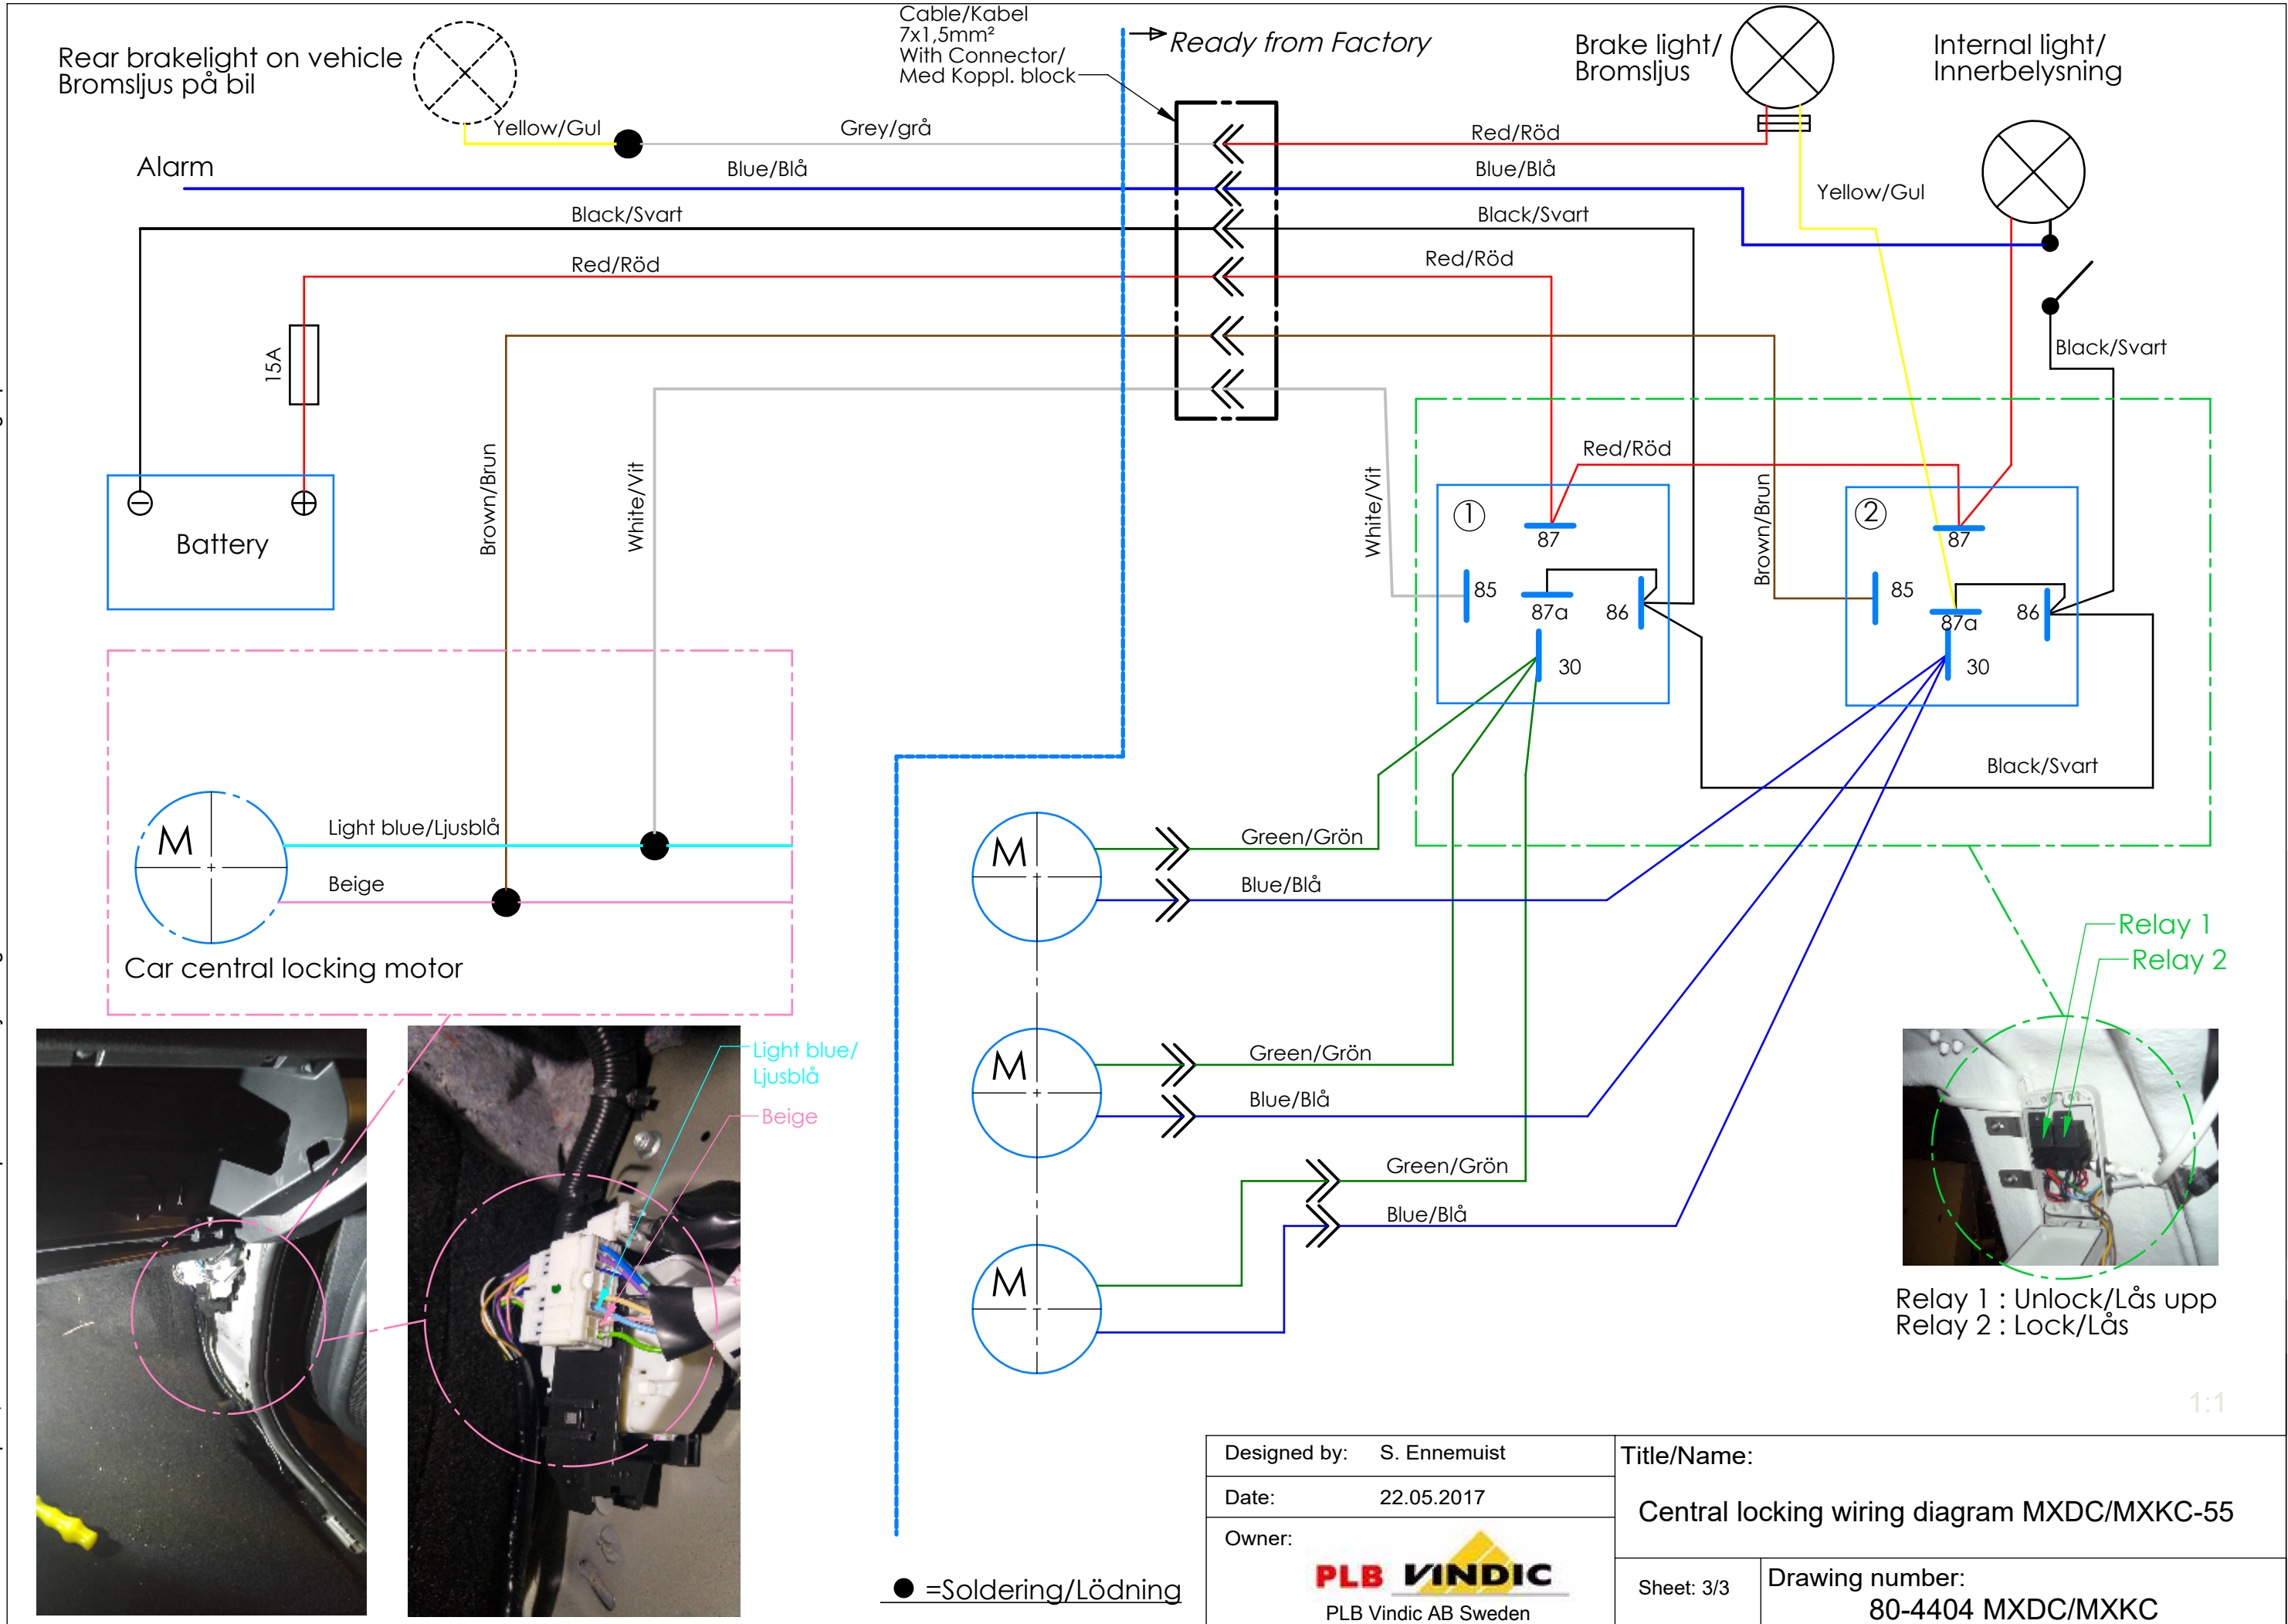 Rear brakelight on vehicle
Bromsljus på bil
Cable/Kabel
7x1,5mm²
With Connector/
Med Koppl. block
Ready from Factory
Brake light/
Bromsljus
Internal light/
Innerbelysning
Yellow/Gul
Grey/grå
Red/Röd
Alarm
Blue/Blå
Blue/Blå
Yellow/Gul
Black/Svart
Black/Svart
Red/Röd
Red/Röd
15A
Black/Svart
Battery
Brown/Brun
White/Vit
White/Vit
Red/Röd
Brown/Brun
1
87
85
87a
86
30
2
87
85
87a
86
30
Black/Svart
M
Light blue/Ljusblå
Beige
Car central locking motor
M
Green/Grön
Blue/Blå
M
Green/Grön
Blue/Blå
Green/Grön
Blue/Blå
M
Relay 1
Relay 2
Light blue/
Ljusblå
Beige
Relay 1 : Unlock/Lås upp
Relay 2 : Lock/Lås
1:1
=Soldering/Lödning
Designed by: S. Ennemuist
Date: 22.05.2017
Owner:
PLB VINDIC
PLB Vindic AB Sweden
Title/Name:
Central locking wiring diagram MXDC/MXKC-55
Sheet: 3/3
Drawing number:
80-4404 MXDC/MXKC